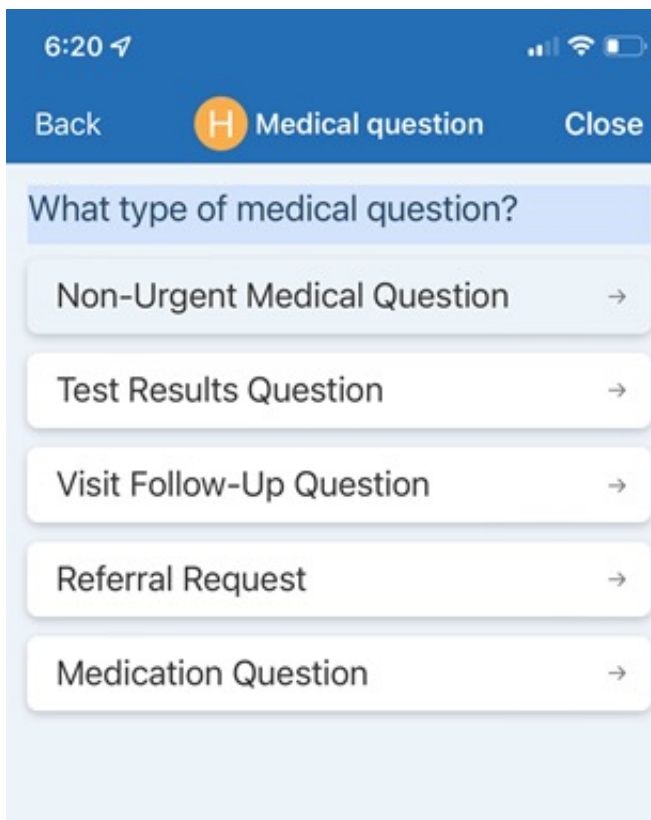 6:20
Back H Medical question Close
What type of medical question?
Non-Urgent Medical Question
Test Results Question
Visit Follow-Up Question
Referral Request
Medication Question